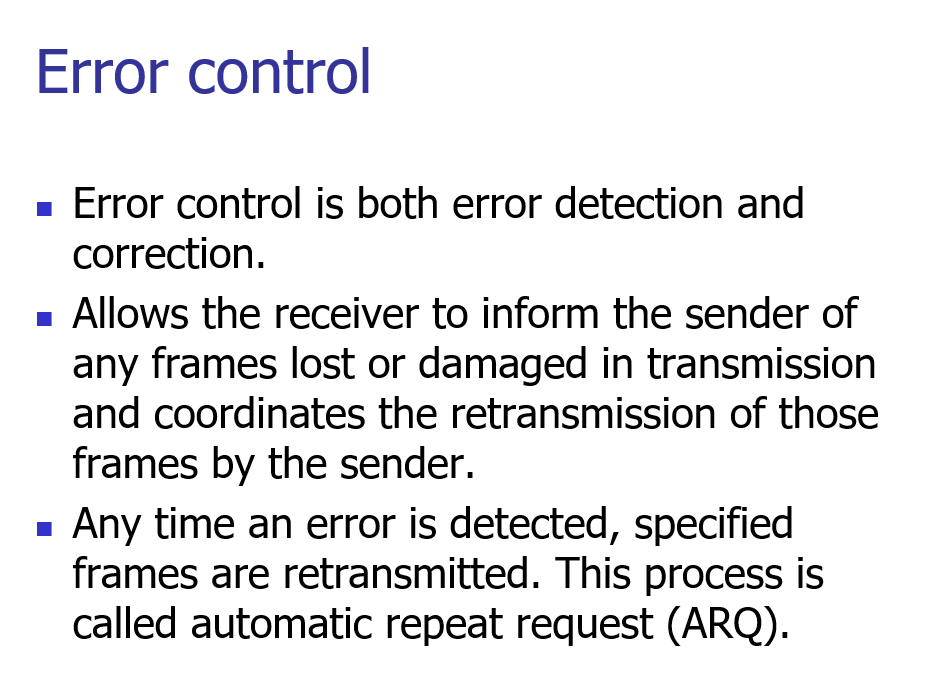 Error control
Error control is both error detection and
correction.
Allows the receiver to inform the sender of
any frames lost or damaged in transmission
and coordinates the retransmission of those
frames by the sender.
Any time an error is detected, specified
frames are retransmitted. This process is
called automatic repeat request (ARQ).